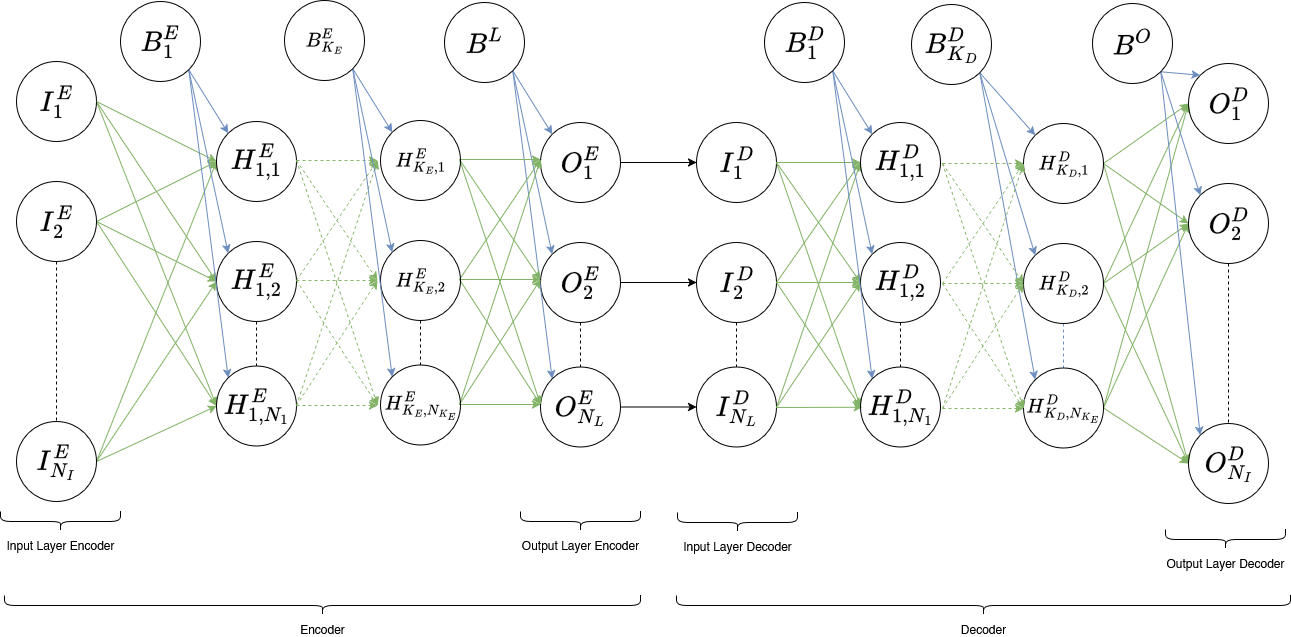 B_1^E
B_{K_E}^E
B^L
B_1^D
B_{K_D}^D
B^O
I_1^E
O_1^D
H_{1,1}^E
H_{K_E,1}^E
O_1^E
I_1^D
H_{1,1}^D
H_{K_D,1}^D
I_2^E
O_2^D
H_{1,2}^E
H_{K_E,2}^E
O_2^E
I_2^D
H_{1,2}^D
H_{K_D,2}^D
H_{1,N_1}^E
H_{K_E,N_{K_E}}^E
O_{N_L}^E
I_{N_L}^D
H_{1,N_1}^D
H_{K_D,N_{K_E}}^D
I_{N_I}^E
O_{N_I}^D
Input Layer Encoder
Output Layer Encoder
Input Layer Decoder
Output Layer Decoder
Encoder
Decoder